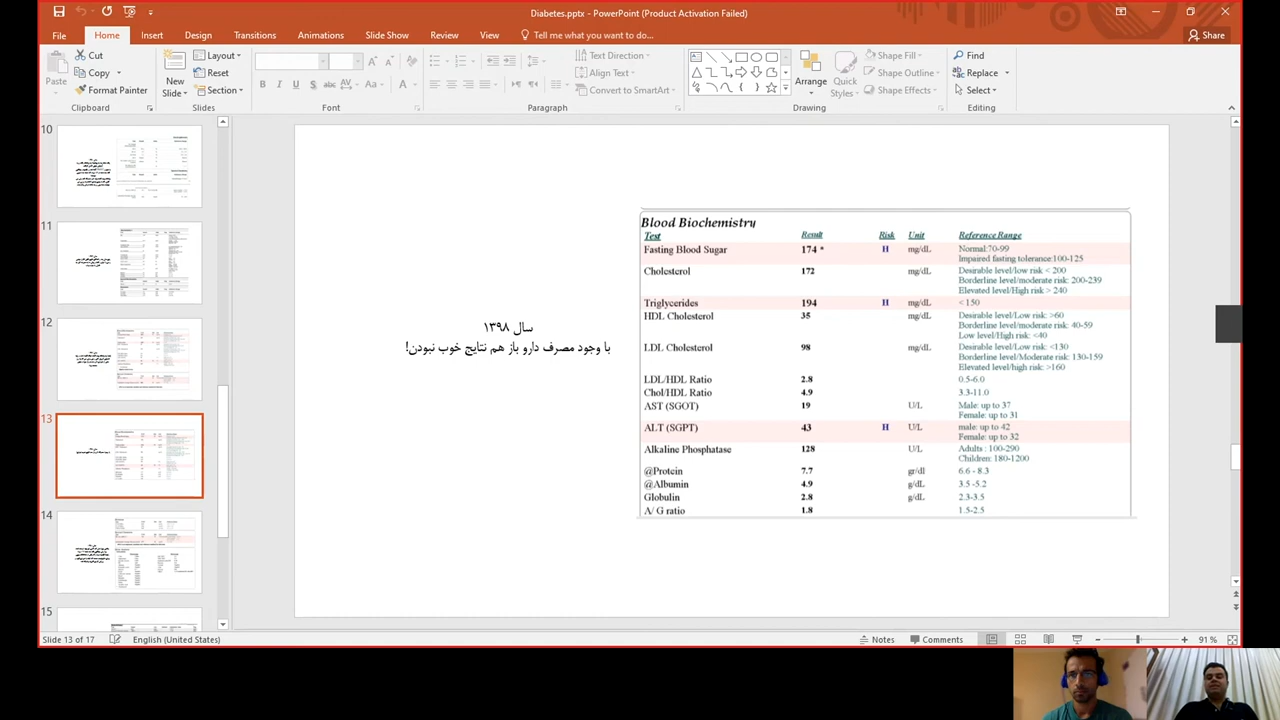 Diabetes.pptx - PowerPoint (Product Activation Failed)
File Home Insert Design Transitions Animations Slide Show Review View Tell me what you want to do... Share
Cut
Copy
Format Painter
Paste
Clipboard
New Slide
Layout
Reset
Section
Slides
Font
Text Direction
Align Text
Convert to SmartArt
Paragraph
Arrange
Quick Styles
Shape Fill
Shape Outline
Shape Effects
Drawing
Find
Replace
Select
Editing
10
11
12
13
14
15
سال ۱۳۹۸
با وجود مصرف دارو باز هم نتایج خوب نبودن!
Blood Biochemistry
Test Result Risk Unit Reference Range
Fasting Blood Sugar 174 * H mg/dL Normal:70-99
Impaired fasting tolerance:100-125
Cholesterol 172 mg/dL Desirable level/low risk < 200
Borderline level/moderate risk: 200-239
Elevated level/High risk > 240
Triglycerides 194 H mg/dL < 150
HDL Cholesterol 35 mg/dL Desirable level/Low risk: >60
Borderline level/moderate risk: 40-59
Low level/High risk: <40
LDL Cholesterol 98 mg/dL Desirable level/Low risk: <130
Borderline level/Moderate risk: 130-159
Elevated level/high risk: >160
LDL/HDL Ratio 2.8 0.5-6.0
Chol/HDL Ratio 4.9 3.3-11.0
AST (SGOT) 19 U/L Male: up to 37
Female: up to 31
ALT (SGPT) 43 H U/L male: up to 42
Female: up to 32
Alkaline Phosphatase 128 U/L Adults : 100-290
Children: 180-1200
@Protein 7.7 gr/dl 6.6 - 8.3
@Albumin 4.9 g/dL 3.5 -5.2
Globulin 2.8 g/dL 2.3-3.5
A/ G ratio 1.8 1.5-2.5
Slide 13 of 17 English (United States) Notes Comments 91%